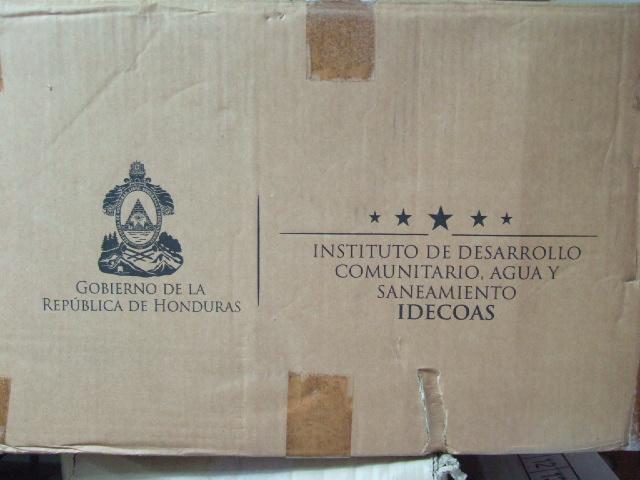 GOBIERNO DE LA
REPÚBLICA DE HONDURAS
INSTITUTO DE DESARROLLO
COMUNITARIO, AGUA Y
SANEAMIENTO
IDECOAS